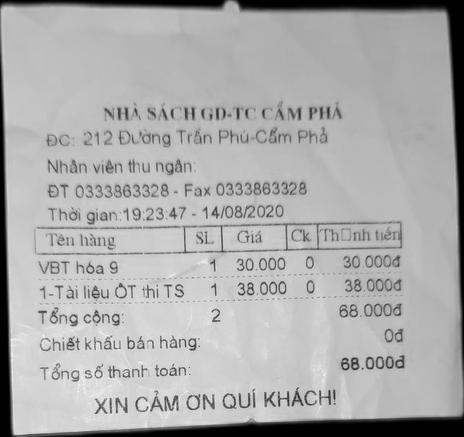 NHÀ SÁCH GD-TC CẨM PHẢ
ĐC: 212 Đường Trần Phú-Cẩm Phả
Nhân viên thu ngân:
ĐT 0333863328 - Fax 0333863328
Thời gian:19:23:47 - 14/08/2020
Tên hàng SL Giá Ck Th□nh tiền
VBT hóa 9 1 30.000 0 30.000đ
1-Tài liệu ÔT thi TS 1 38.000 0 38.000đ
Tổng cộng: 2 68.000đ
Chiết khấu bán hàng: 0đ
Tổng số thanh toán: 68.000đ
XIN CẢM ƠN QUÍ KHÁCH!